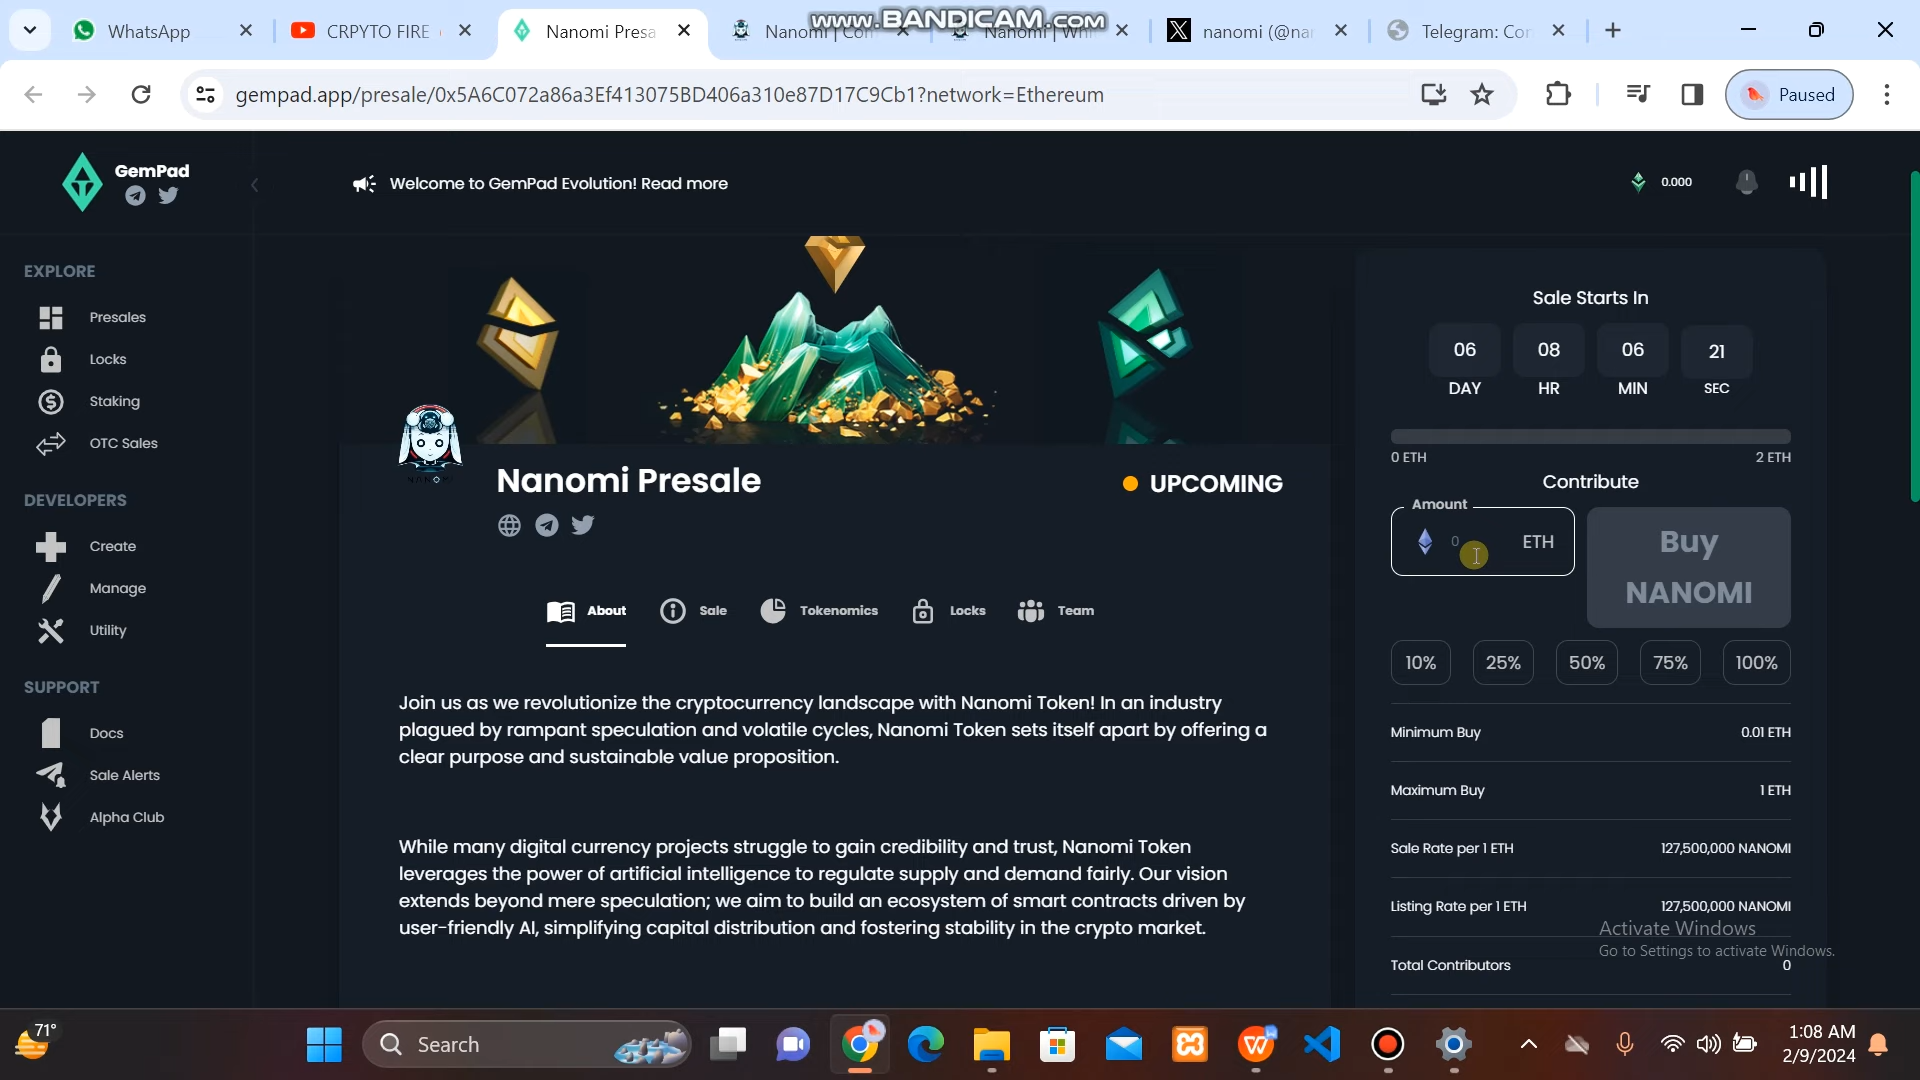 WhatsApp
CRPYTO FIRE
Nanomi Presa
Nanomi | Con
Nanomi | Whi
nanomi (@nan
Telegram: Con
www.BANDICAM.com
gempad.app/presale/0x5A6C072a86a3Ef413075BD406a310e87D17C9Cb1?network=Ethereum
Paused
GemPad
Welcome to GemPad Evolution! Read more
0.000
EXPLORE
Presales
Locks
Staking
OTC Sales
DEVELOPERS
Create
Manage
Utility
SUPPORT
Docs
Sale Alerts
Alpha Club
NANOMI
Nanomi Presale
UPCOMING
About
Sale
Tokenomics
Locks
Team
Join us as we revolutionize the cryptocurrency landscape with Nanomi Token! In an industry
plagued by rampant speculation and volatile cycles, Nanomi Token sets itself apart by offering a
clear purpose and sustainable value proposition.
While many digital currency projects struggle to gain credibility and trust, Nanomi Token
leverages the power of artificial intelligence to regulate supply and demand fairly. Our vision
extends beyond mere speculation; we aim to build an ecosystem of smart contracts driven by
user-friendly AI, simplifying capital distribution and fostering stability in the crypto market.
Sale Starts In
06 08 06 21
DAY HR MIN SEC
0 ETH 2 ETH
Contribute
Amount
0 ETH
Buy
NANOMI
10% 25% 50% 75% 100%
Minimum Buy 0.01 ETH
Maximum Buy 1 ETH
Sale Rate per 1 ETH 127,500,000 NANOMI
Listing Rate per 1 ETH 127,500,000 NANOMI
Activate Windows
Go to Settings to activate Windows.
Total Contributors 0
71°
Search
1:08 AM
2/9/2024